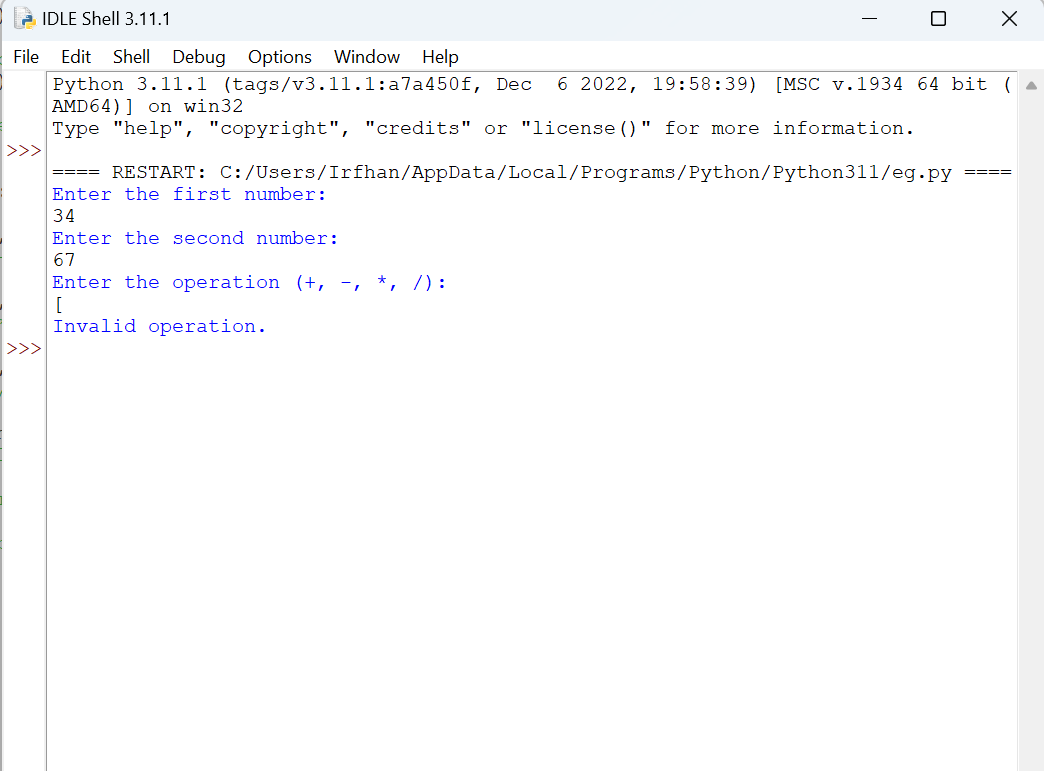 IDLE Shell 3.11.1
File Edit Shell Debug Options Window Help
Python 3.11.1 (tags/v3.11.1:a7a450f, Dec  6 2022, 19:58:39) [MSC v.1934 64 bit (
AMD64)] on win32
Type "help", "copyright", "credits" or "license()" for more information.
>>>
==== RESTART: C:/Users/Irfhan/AppData/Local/Programs/Python/Python311/eg.py ====
Enter the first number:
34
Enter the second number:
67
Enter the operation (+, -, *, /):
[
Invalid operation.
>>>